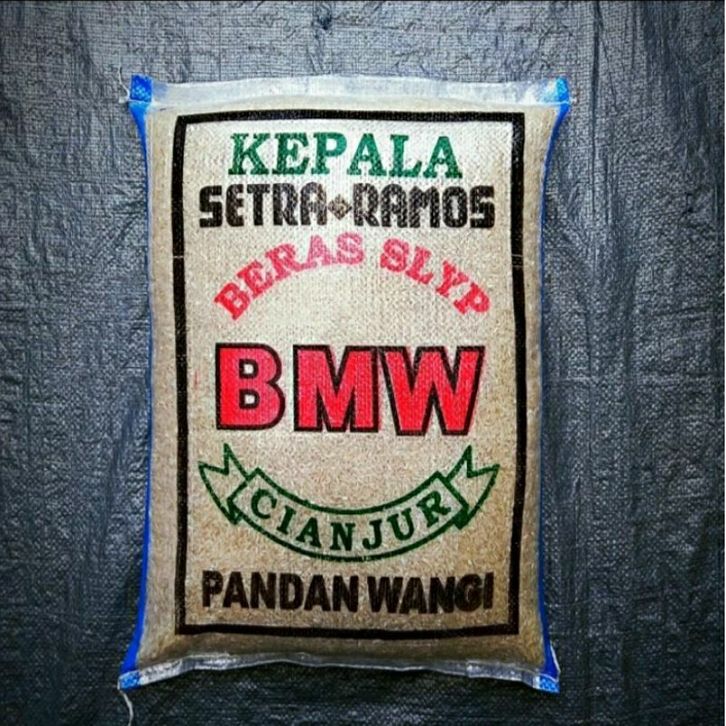 KEPALA
SETRA RAMOS
BERAS SLYP
BMW
CIANJUR
PANDAN WANGI